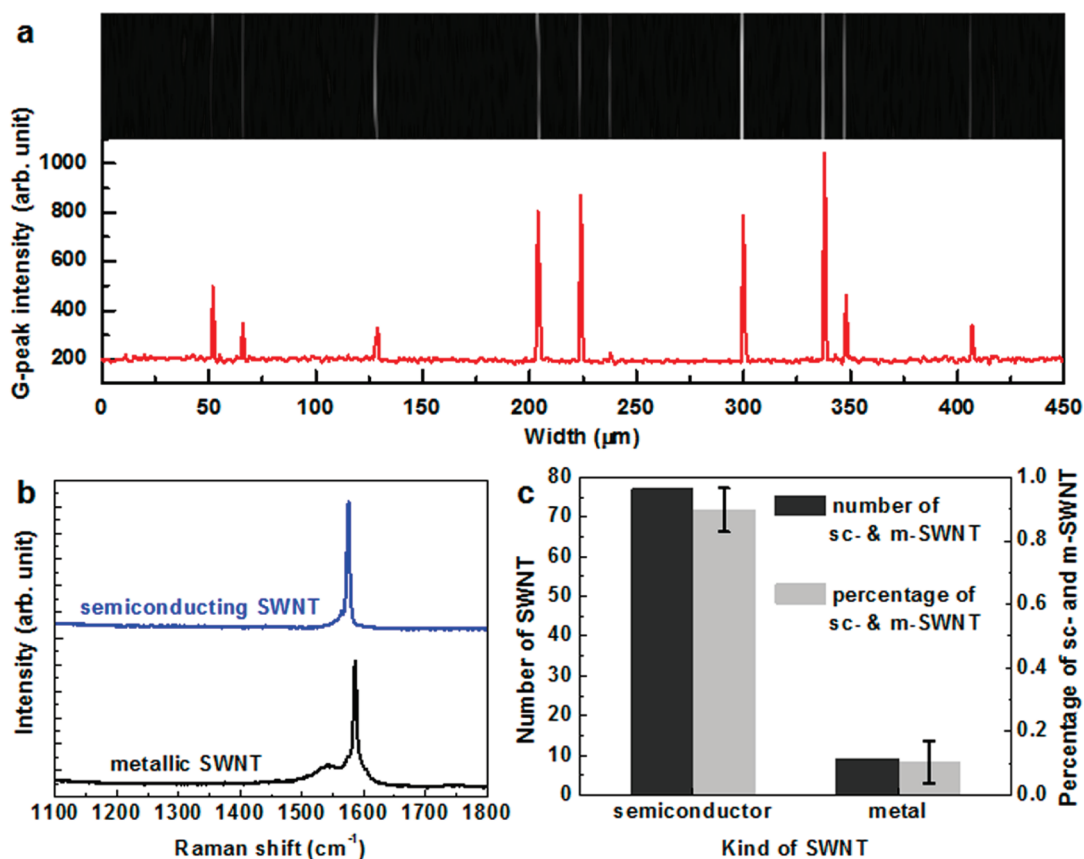 a
G-peak intensity (arb. unit)
1000
800
600
400
200
0 50 100 150 200 250 300 350 400 450
Width (μm)
b
Intensity (arb. unit)
semiconducting SWNT
metallic SWNT
1100 1200 1300 1400 1500 1600 1700 1800
Raman shift (cm⁻¹)
c
Number of SWNT
80
70
60
50
40
30
20
10
0
number of
sc- & m-SWNT
percentage of
sc- & m-SWNT
1.0
0.8
0.6
0.4
0.2
0.0
Percentage of sc- and m-SWNT
semiconductor metal
Kind of SWNT